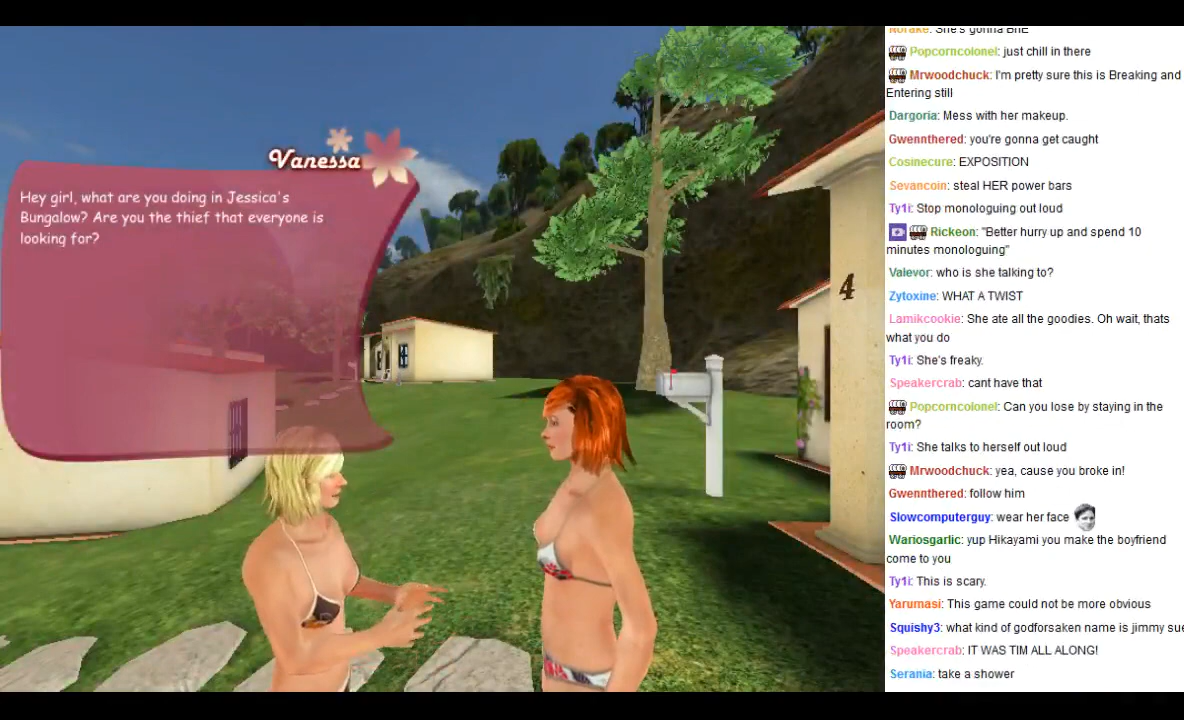 Vanessa
Hey girl, what are you doing in Jessica's
Bungalow? Are you the thief that everyone is
looking for?
4
Norake: She's gonna BnE
Popcorncolonel: just chill in there
Mrwoodchuck: I'm pretty sure this is Breaking and
Entering still
Dargoria: Mess with her makeup.
Gwennthered: you're gonna get caught
Cosinecure: EXPOSITION
Sevancoin: steal HER power bars
Ty1i: Stop monologuing out loud
Rickeon: "Better hurry up and spend 10
minutes monologuing"
Valevor: who is she talking to?
Zytoxine: WHAT A TWIST
Lamikcookie: She ate all the goodies. Oh wait, thats
what you do
Ty1i: She's freaky.
Speakercrab: cant have that
Popcorncolonel: Can you lose by staying in the
room?
Ty1i: She talks to herself out loud
Mrwoodchuck: yea, cause you broke in!
Gwennthered: follow him
Slowcomputerguy: wear her face
Wariosgarlic: yup Hikayami you make the boyfriend
come to you
Ty1i: This is scary.
Yarumasi: This game could not be more obvious
Squishy3: what kind of godforsaken name is jimmy sue
Speakercrab: IT WAS TIM ALL ALONG!
Serania: take a shower